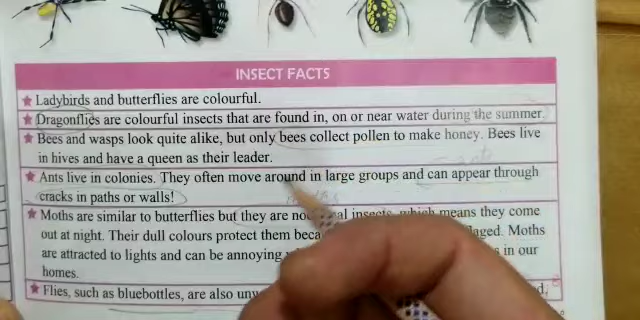 INSECT FACTS
Ladybirds and butterflies are colourful.
Dragonflies are colourful insects that are found in, on or near water during the summer.
Bees and wasps look quite alike, but only bees collect pollen to make honey. Bees live
in hives and have a queen as their leader.
Ants live in colonies. They often move around in large groups and can appear through
cracks in paths or walls!
Moths are similar to butterflies but they are insects, which means they come
out at night. Their dull colours protect them Moths
are attracted to lights and can be annoying in our
homes.
Flies, such as bluebottles, are also